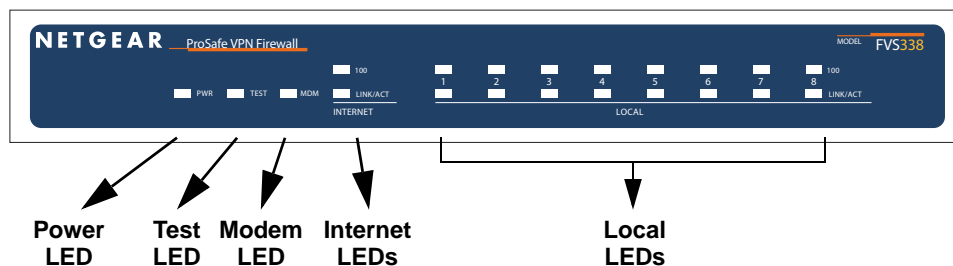 NETGEAR ProSafe VPN Firewall MODEL FVS338
100 1 2 3 4 5 6 7 8 100
PWR TEST MDM LINK/ACT LINK/ACT
INTERNET LOCAL
Power LED
Test LED
Modem LED
Internet LEDs
Local LEDs